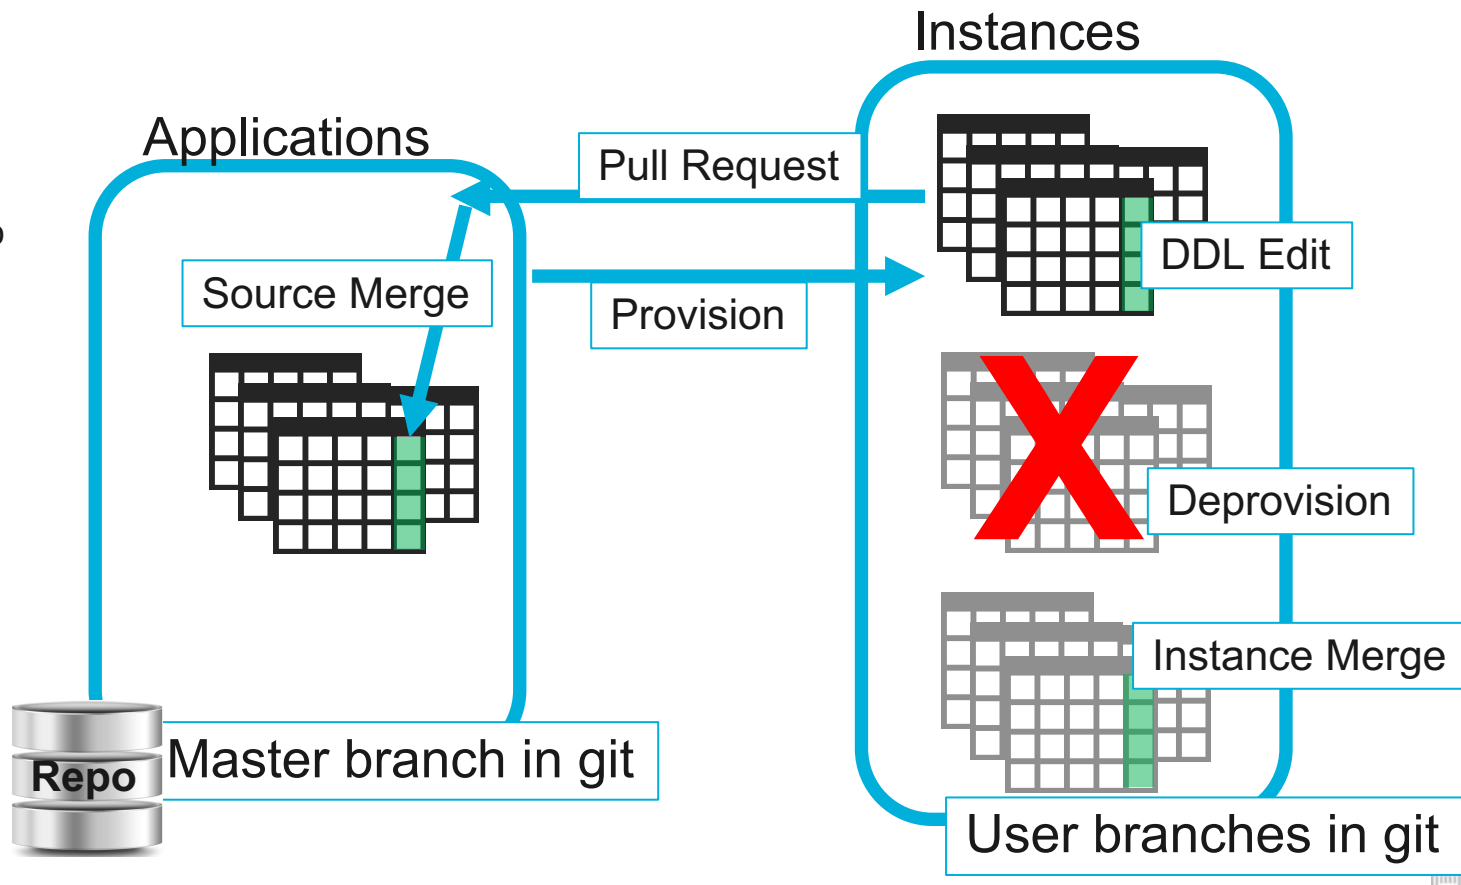 Instances
Applications
Pull Request
DDL Edit
Source Merge
Provision
Deprovision
Instance Merge
Master branch in git
Repo
User branches in git